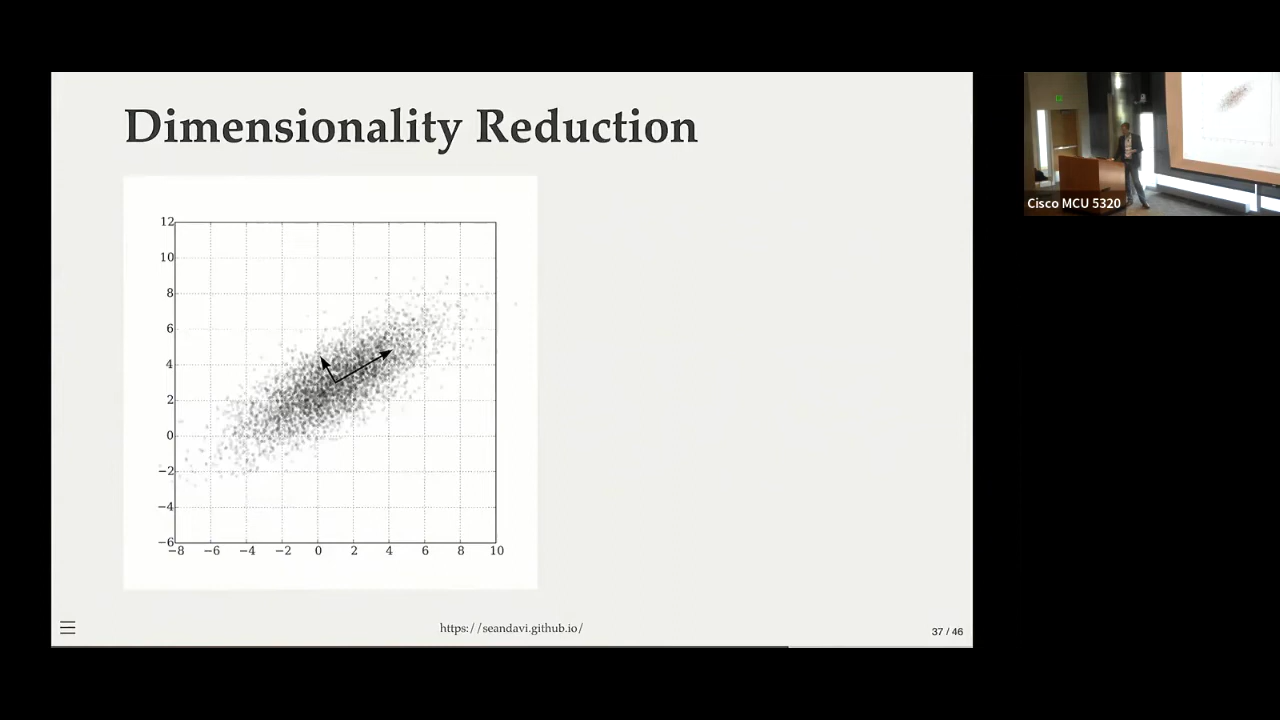 Dimensionality Reduction
12
10
8
6
4
2
0
−2
−4
−6
−8 −6 −4 −2 0 2 4 6 8 10
https://seandavi.github.io/
37 / 46
Cisco MCU 5320